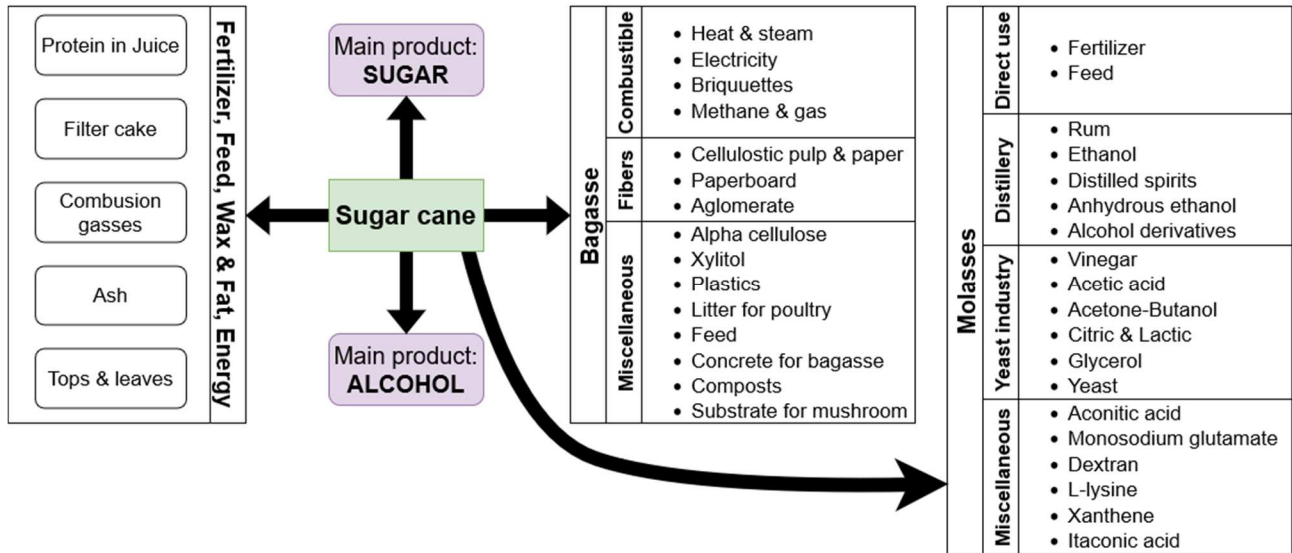 Protein in Juice
Filter cake
Combusion
gasses
Ash
Tops & leaves
Fertilizer, Feed, Wax & Fat, Energy
Main product:
SUGAR
Sugar cane
Main product:
ALCOHOL
Bagasse
Combustible
Heat & steam
Electricity
Briquuettes
Methane & gas
Fibers
Cellulostic pulp & paper
Paperboard
Aglomerate
Miscellaneous
Alpha cellulose
Xylitol
Plastics
Litter for poultry
Feed
Concrete for bagasse
Composts
Substrate for mushroom
Molasses
Direct use
Fertilizer
Feed
Distillery
Rum
Ethanol
Distilled spirits
Anhydrous ethanol
Alcohol derivatives
Yeast industry
Vinegar
Acetic acid
Acetone-Butanol
Citric & Lactic
Glycerol
Yeast
Miscellaneous
Aconitic acid
Monosodium glutamate
Dextran
L-lysine
Xanthene
Itaconic acid